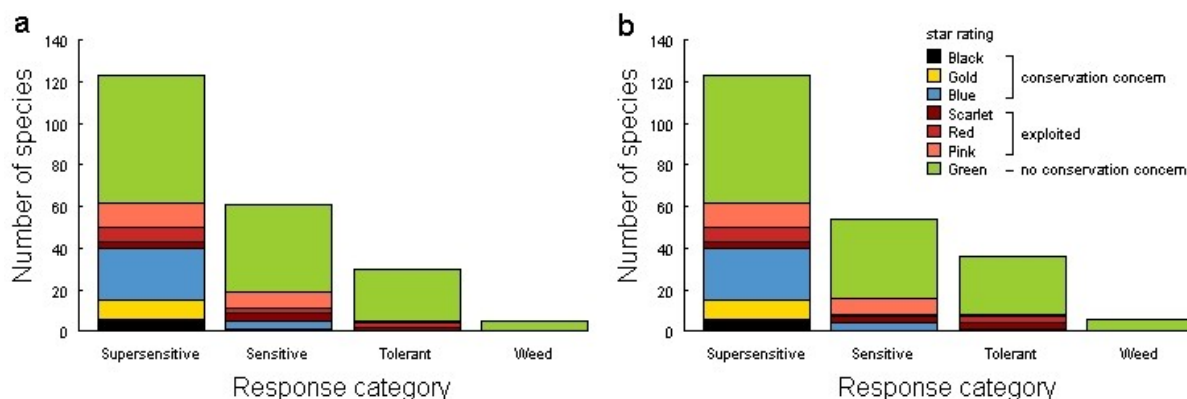 a
140
120
100
80
60
40
20
0
Number of species
Supersensitive
Sensitive
Tolerant
Weed
Response category
b
140
120
100
80
60
40
20
0
Number of species
star rating
Black
Gold
Blue
conservation concern
Scarlet
Red
Pink
exploited
Green – no conservation concern
Supersensitive
Sensitive
Tolerant
Weed
Response category